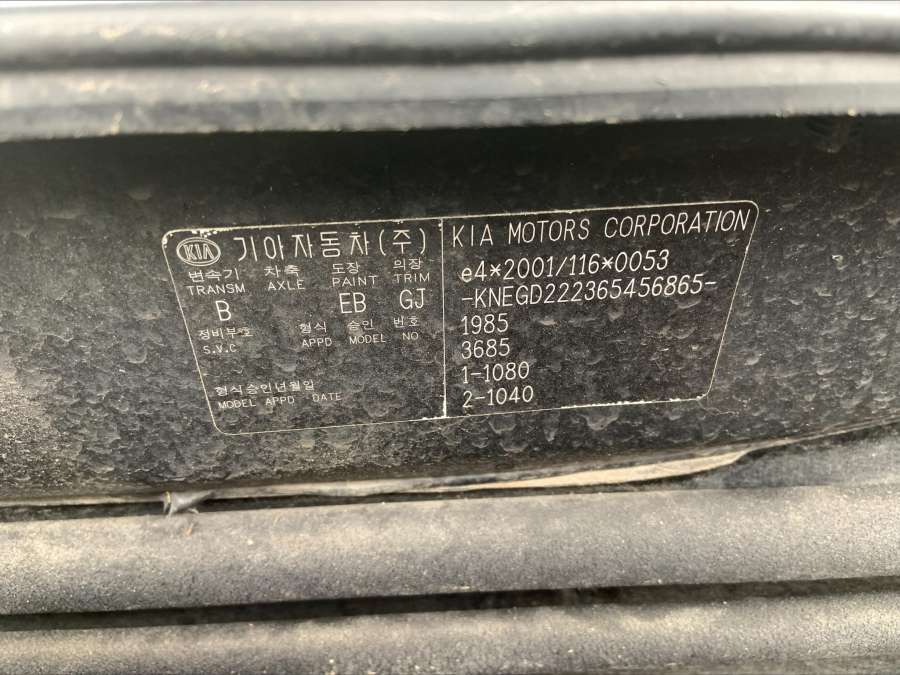 KIA 기아자동차(주)
변속기 차축 도장 의장
TRANSM AXLE PAINT TRIM
B EB GJ
정비부호 형식 승인 번호
S.V.C APPD MODEL NO
형식승인년월일
MODEL APPD DATE
KIA MOTORS CORPORATION
e4*2001/116*0053
-KNEGD222365456865-
1985
3685
1-1080
2-1040